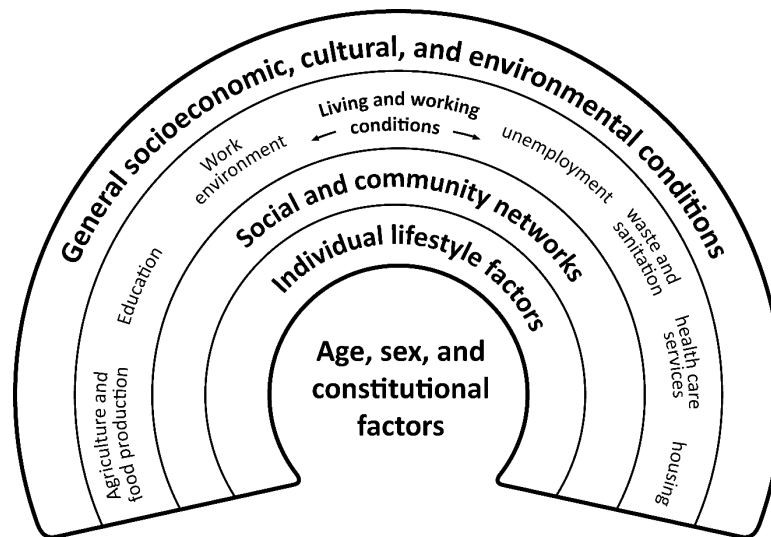 General socioeconomic, cultural, and environmental conditions
Living and working
conditions
Work
environment
unemployment
Education
waste and
sanitation
Agriculture and
food production
health care
services
housing
Social and community networks
Individual lifestyle factors
Age, sex, and
constitutional
factors